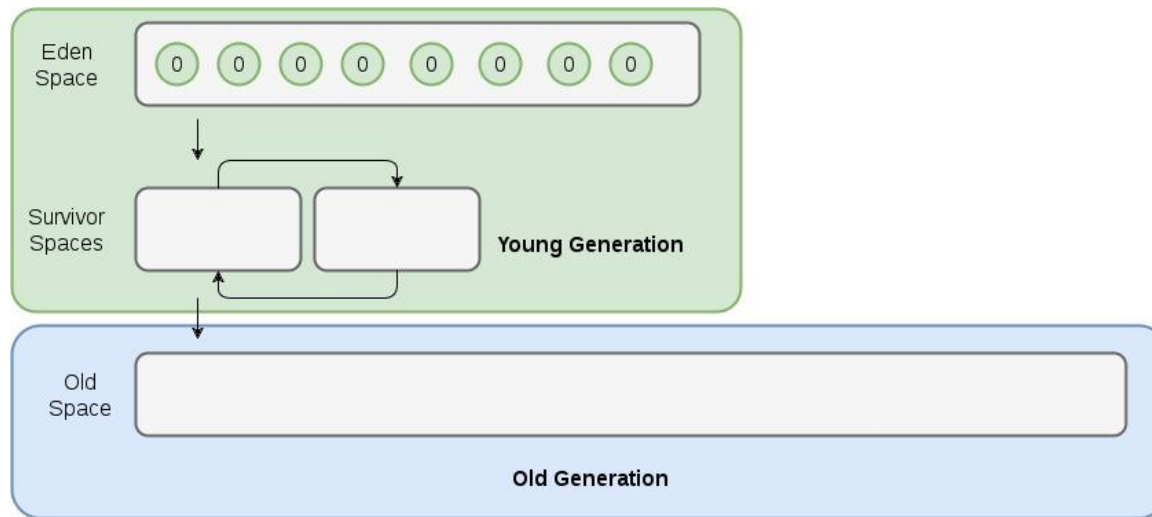 Eden
Space
0 0 0 0 0 0 0 0
Survivor
Spaces
Young Generation
Old
Space
Old Generation